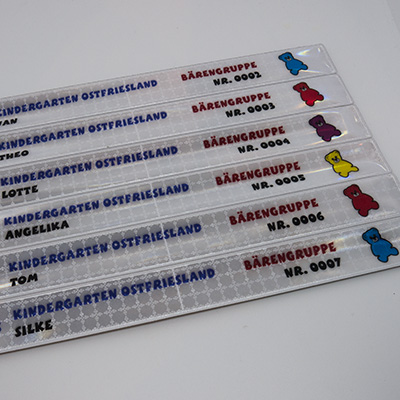 KINDERGARTEN OSTFRIESLAND BÄRENGRUPPE
NR. 0002
KINDERGARTEN OSTFRIESLAND BÄRENGRUPPE
THEO NR. 0003
KINDERGARTEN OSTFRIESLAND BÄRENGRUPPE
LOTTE NR. 0004
KINDERGARTEN OSTFRIESLAND BÄRENGRUPPE
ANGELIKA NR. 0005
KINDERGARTEN OSTFRIESLAND BÄRENGRUPPE
TOM NR. 0006
KINDERGARTEN OSTFRIESLAND BÄRENGRUPPE
SILKE NR. 0007